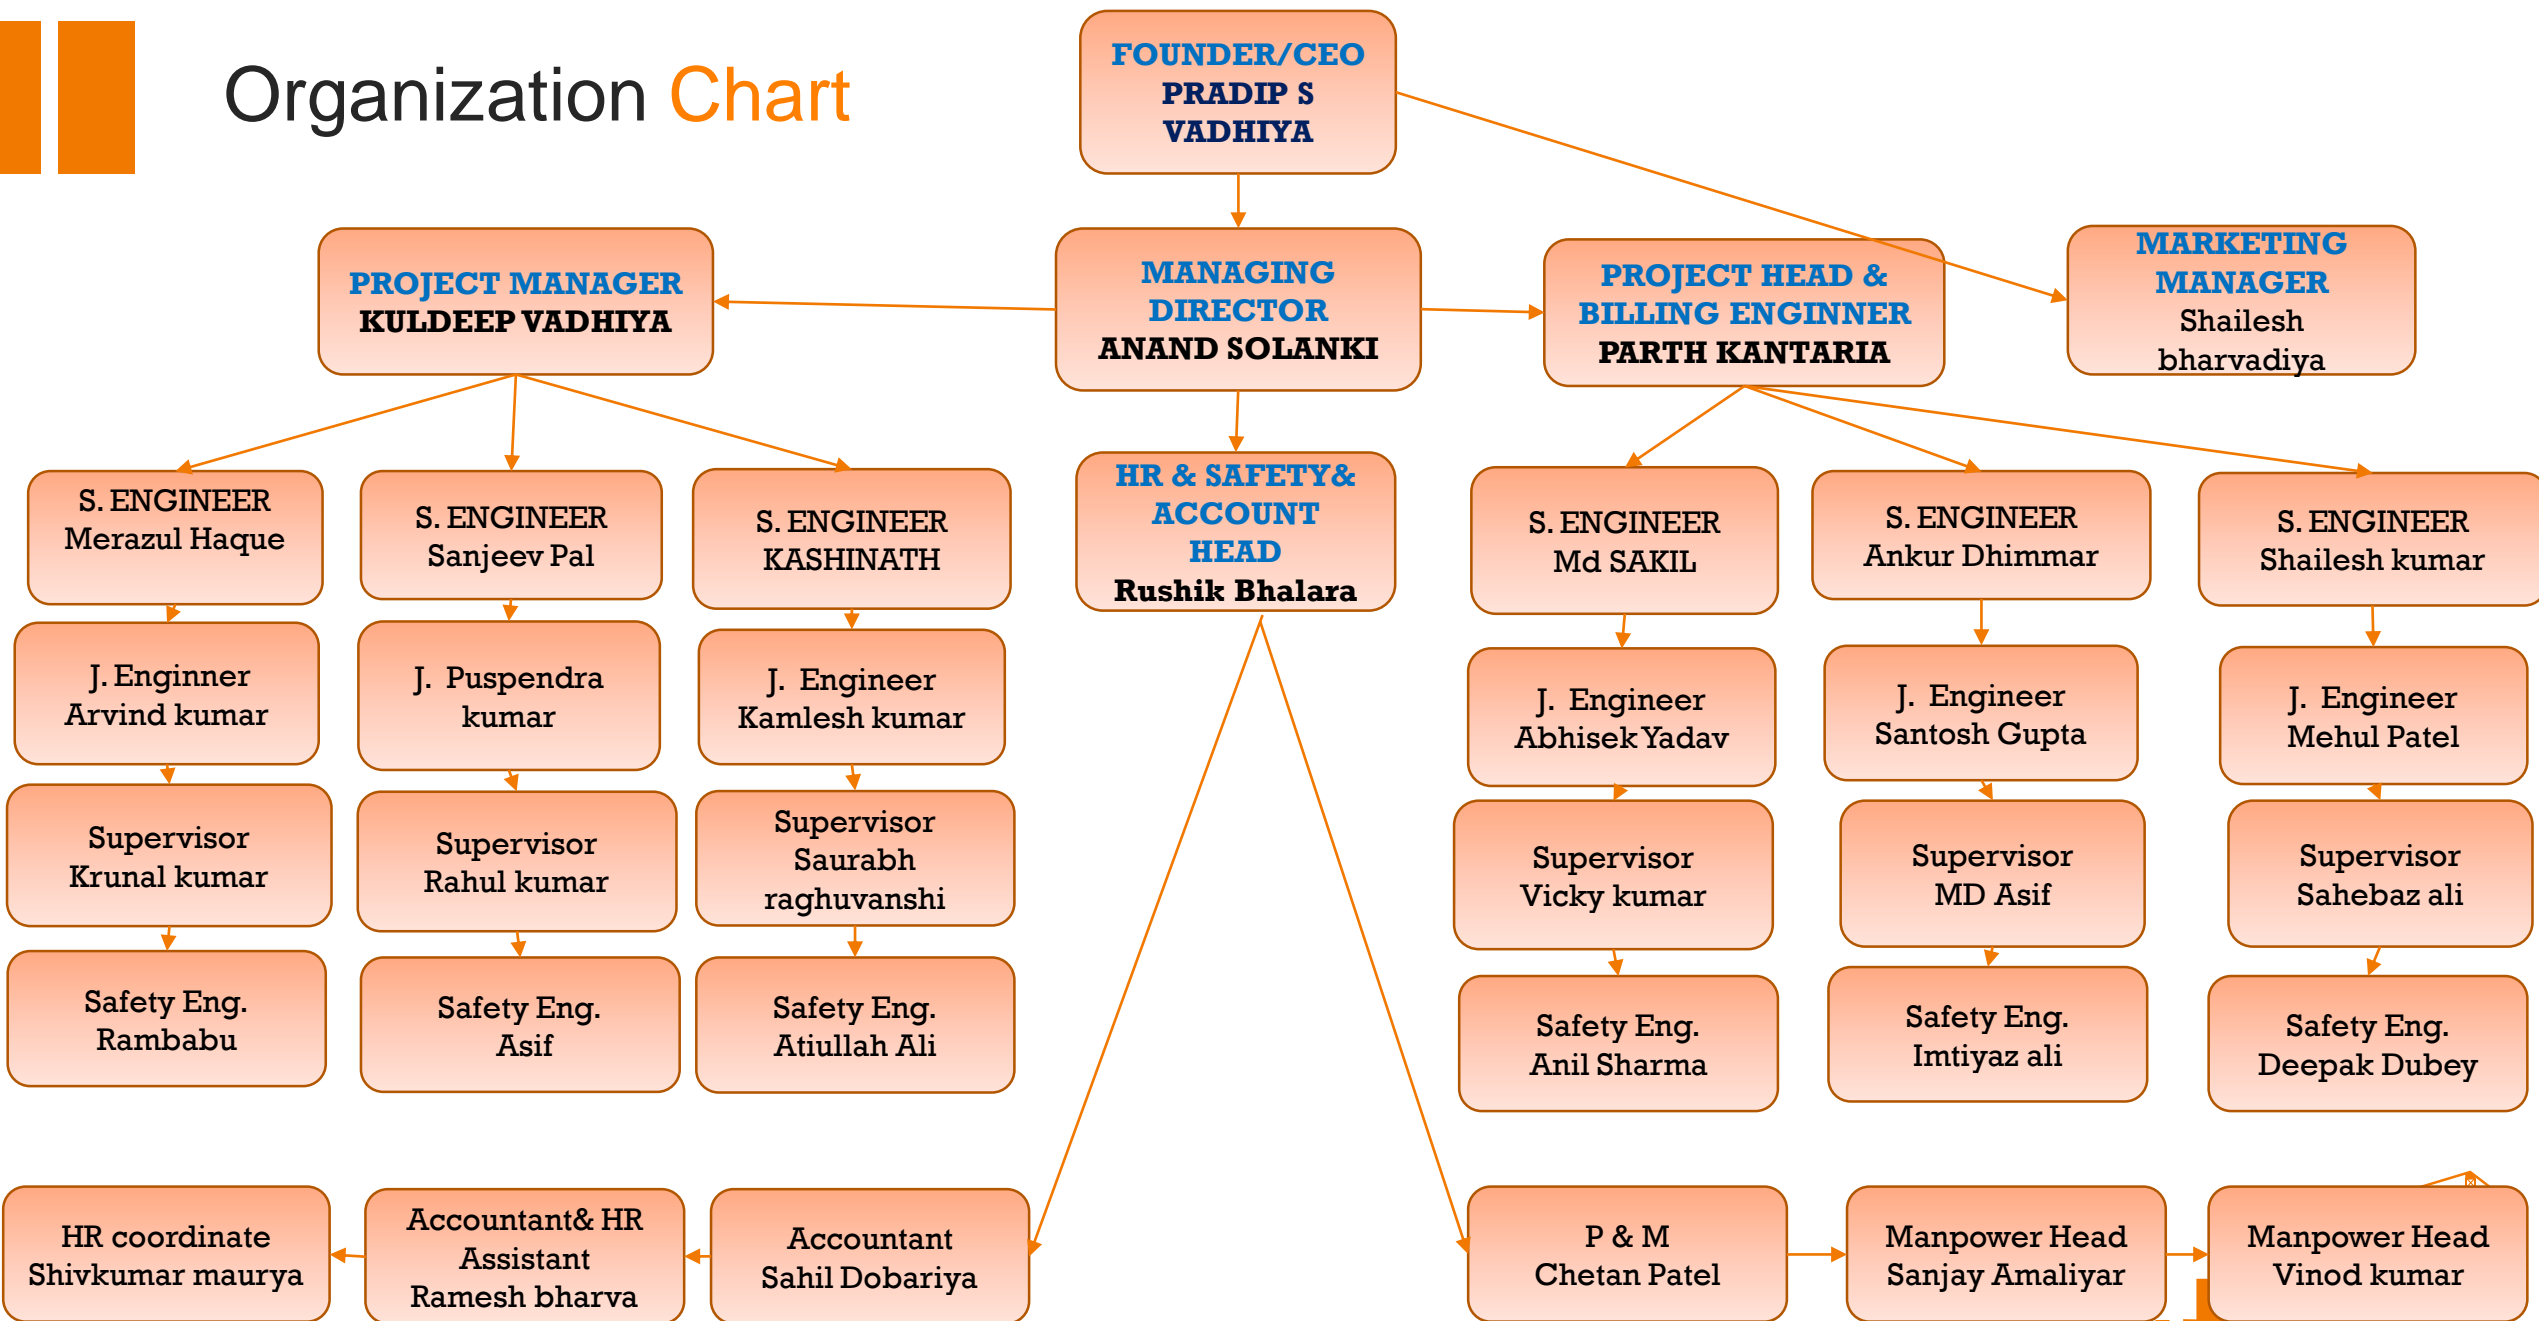 Organization Chart
FOUNDER/CEO
PRADIP S
VADHIYA
PROJECT MANAGER
KULDEEP VADHIYA
MANAGING
DIRECTOR
ANAND SOLANKI
PROJECT HEAD &
BILLING ENGINNER
PARTH KANTARIA
MARKETING
MANAGER
Shailesh
bharvadiya
S. ENGINEER
Merazul Haque
S. ENGINEER
Sanjeev Pal
S. ENGINEER
KASHINATH
HR & SAFETY&
ACCOUNT
HEAD
Rushik Bhalara
S. ENGINEER
Md SAKIL
S. ENGINEER
Ankur Dhimmar
S. ENGINEER
Shailesh kumar
J. Enginner
Arvind kumar
J. Puspendra
kumar
J. Engineer
Kamlesh kumar
J. Engineer
Abhisek Yadav
J. Engineer
Santosh Gupta
J. Engineer
Mehul Patel
Supervisor
Krunal kumar
Supervisor
Rahul kumar
Supervisor
Saurabh
raghuvanshi
Supervisor
Vicky kumar
Supervisor
MD Asif
Supervisor
Sahebaz ali
Safety Eng.
Rambabu
Safety Eng.
Asif
Safety Eng.
Atiullah Ali
Safety Eng.
Anil Sharma
Safety Eng.
Imtiyaz ali
Safety Eng.
Deepak Dubey
HR coordinate
Shivkumar maurya
Accountant& HR
Assistant
Ramesh bharva
Accountant
Sahil Dobariya
P & M
Chetan Patel
Manpower Head
Sanjay Amaliyar
Manpower Head
Vinod kumar